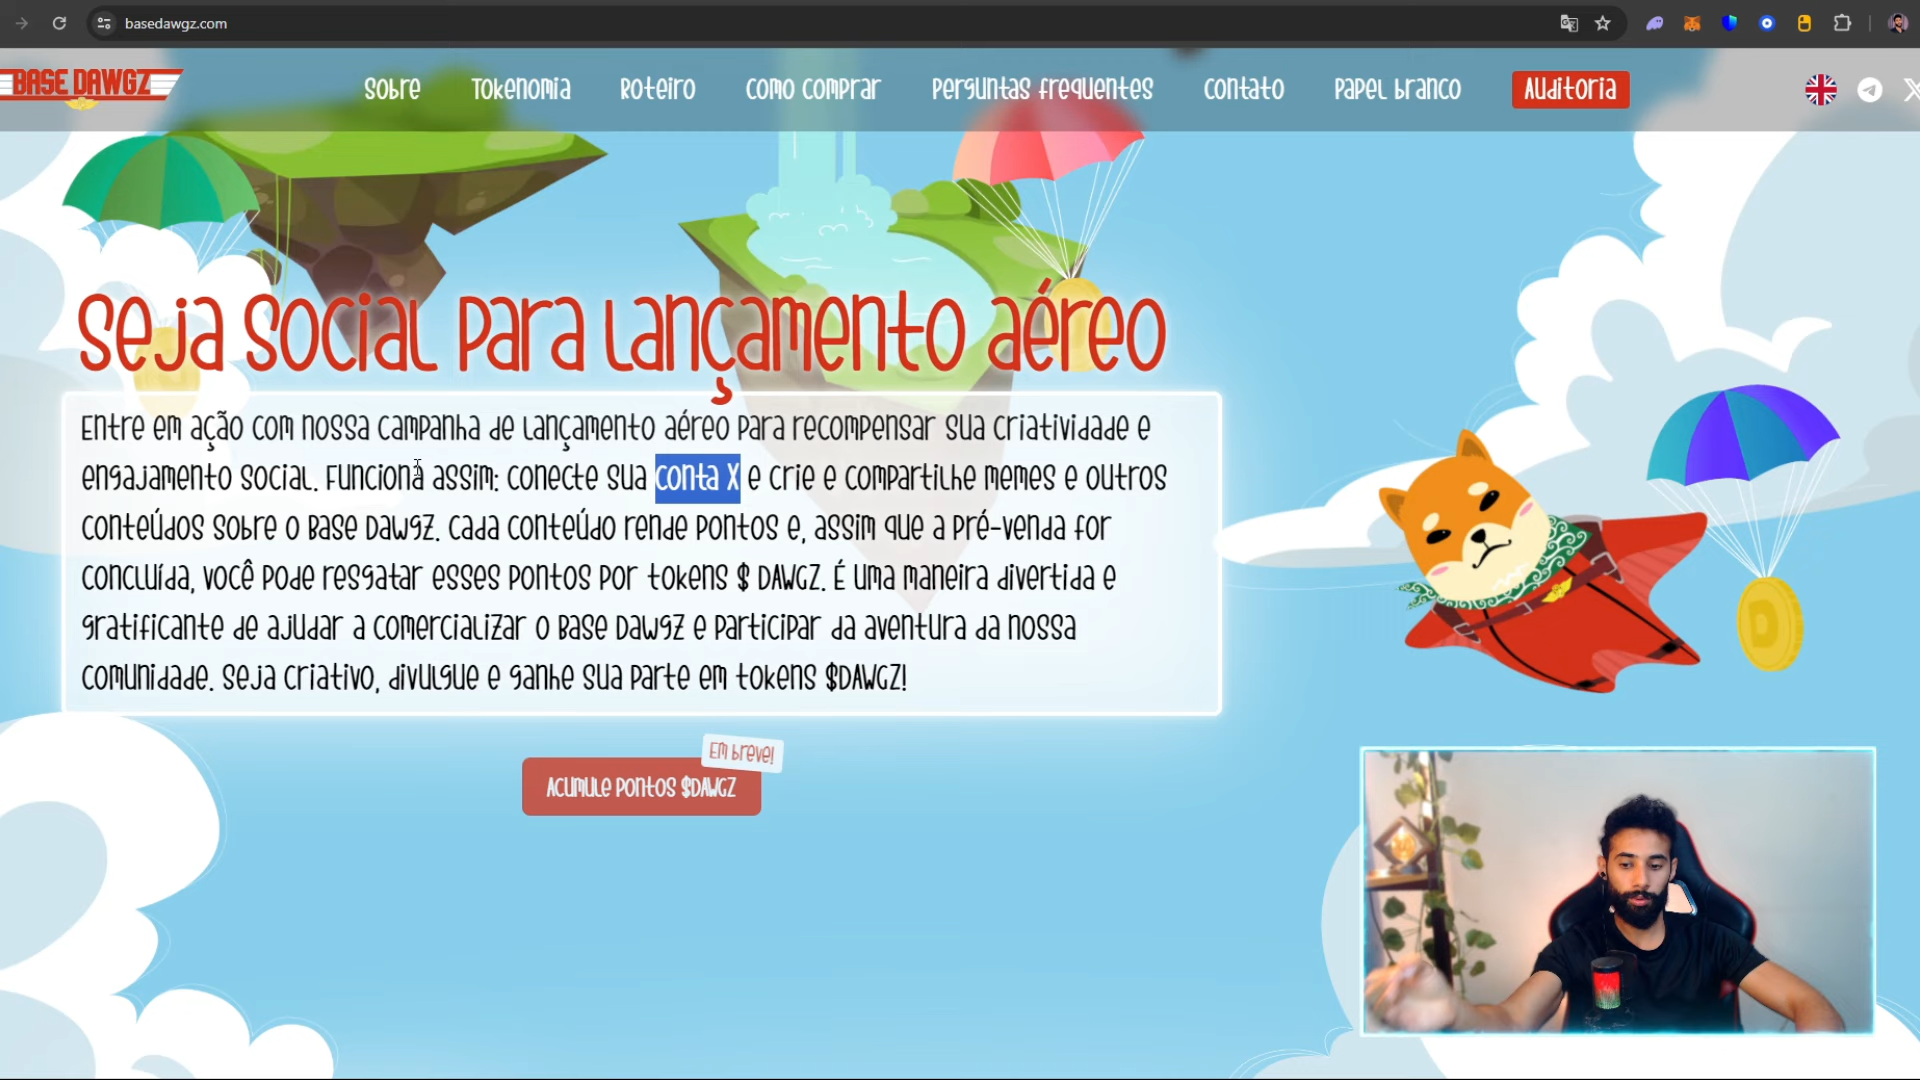 basedawgz.com
BASE DAWGZ
Sobre
Tokenomia
Roteiro
Como comprar
Perguntas frequentes
Contato
Papel branco
Auditoria
Seja social para lançamento aéreo
Entre em ação com nossa campanha de lançamento aéreo para recompensar sua criatividade e
engajamento social. Funciona assim: conecte sua conta X e crie e compartilhe memes e outros
conteúdos sobre o Base Dawgz. Cada conteúdo rende pontos e, assim que a pré-venda for
concluída, você pode resgatar esses pontos por tokens $ DAWGZ. É uma maneira divertida e
gratificante de ajudar a comercializar o Base Dawgz e participar da aventura da nossa
comunidade. Seja criativo, divulgue e ganhe sua parte em tokens $DAWGZ!
Em breve!
Acumule pontos $DAWGZ
D